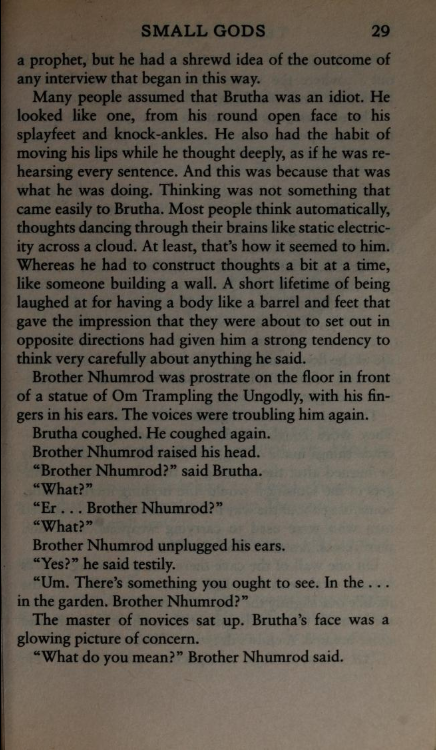 SMALL GODS 29
a prophet, but he had a shrewd idea of the outcome of
any interview that began in this way.
Many people assumed that Brutha was an idiot. He
looked like one, from his round open face to his
splayfeet and knock-ankles. He also had the habit of
moving his lips while he thought deeply, as if he was re-
hearsing every sentence. And this was because that was
what he was doing. Thinking was not something that
came easily to Brutha. Most people think automatically,
thoughts dancing through their brains like static electric-
ity across a cloud. At least, that's how it seemed to him.
Whereas he had to construct thoughts a bit at a time,
like someone building a wall. A short lifetime of being
laughed at for having a body like a barrel and feet that
gave the impression that they were about to set out in
opposite directions had given him a strong tendency to
think very carefully about anything he said.
Brother Nhumrod was prostrate on the floor in front
of a statue of Om Trampling the Ungodly, with his fin-
gers in his ears. The voices were troubling him again.
Brutha coughed. He coughed again.
Brother Nhumrod raised his head.
“Brother Nhumrod?” said Brutha.
“What?”
“Er . . . Brother Nhumrod?”
“What?”
Brother Nhumrod unplugged his ears.
“Yes?” he said testily.
“Um. There's something you ought to see. In the . . .
in the garden. Brother Nhumrod?”
The master of novices sat up. Brutha's face was a
glowing picture of concern.
“What do you mean?” Brother Nhumrod said.